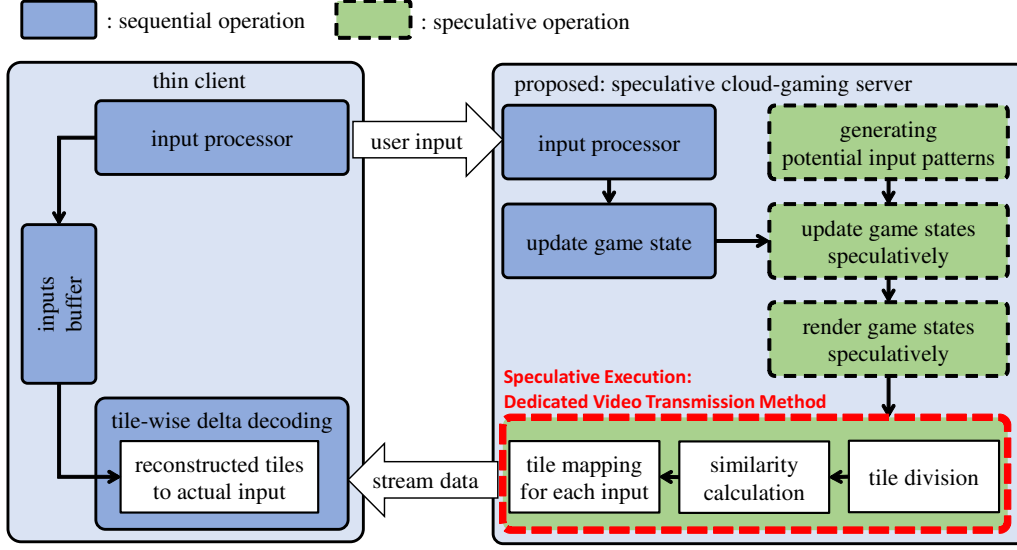 : sequential operation
: speculative operation
thin client
input processor
inputs
buffer
tile-wise delta decoding
reconstructed tiles
to actual input
user input
stream data
proposed: speculative cloud-gaming server
input processor
update game state
generating
potential input patterns
update game states
speculatively
render game states
speculatively
Speculative Execution:
Dedicated Video Transmission Method
tile mapping
for each input
similarity
calculation
tile division